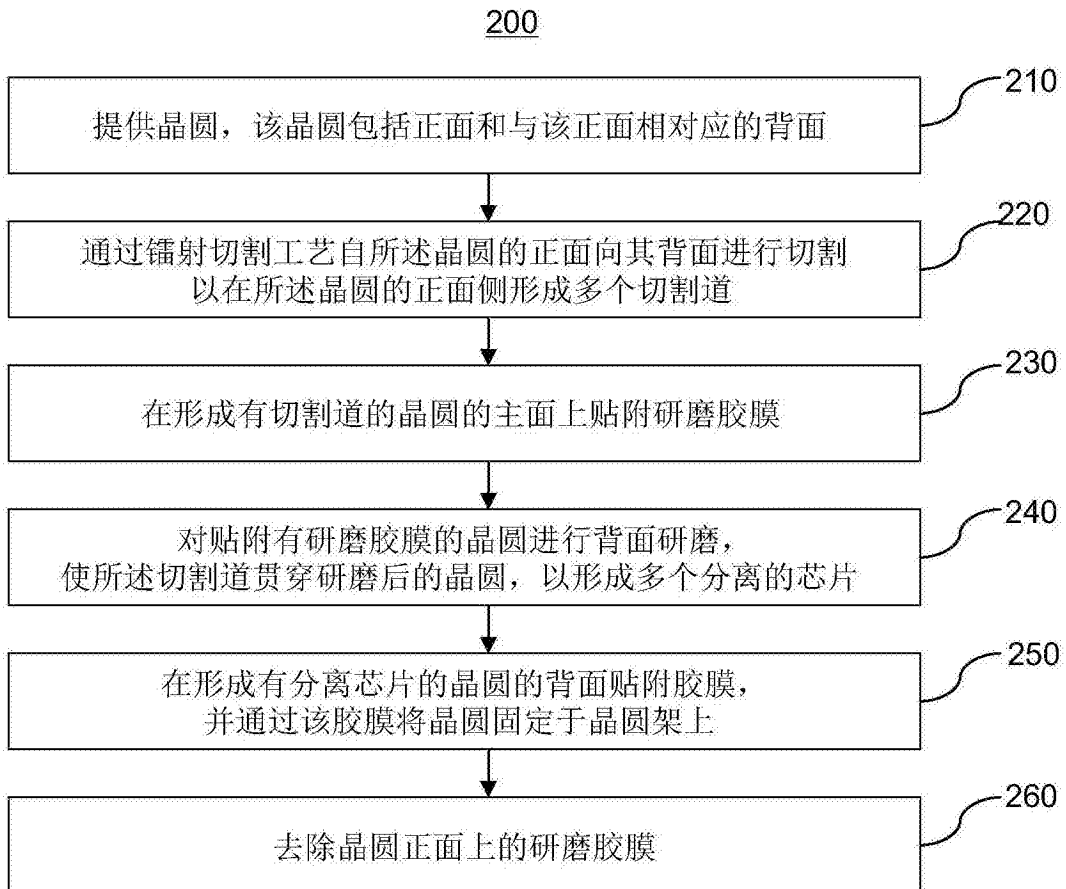 200
210
提供晶圆，该晶圆包括正面和与该正面相对应的背面
220
通过镭射切割工艺自所述晶圆的正面向其背面进行切割
以在所述晶圆的正面侧形成多个切割道
230
在形成有切割道的晶圆的主面上贴附研磨胶膜
240
对贴附有研磨胶膜的晶圆进行背面研磨，
使所述切割道贯穿研磨后的晶圆，以形成多个分离的芯片
250
在形成有分离芯片的晶圆的背面贴附胶膜，
并通过该胶膜将晶圆固定于晶圆架上
260
去除晶圆正面上的研磨胶膜